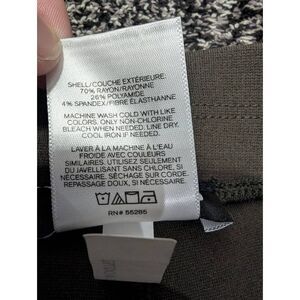 SHELL/COUCHE EXTÉRIEURE:
70% RAYON/RAYONNE
26% POLYAMIDE
4% SPANDEX/FIBRE ÉLASTHANNE
MACHINE WASH COLD WITH LIKE
COLORS. ONLY NON-CHLORINE
BLEACH WHEN NEEDED. LINE DRY.
COOL IRON IF NEEDED.
LAVER À LA MACHINE À L'EAU
FROIDE AVEC COULEURS
SIMILAIRES. UTILISEZ SEULEMENT
DU JAVELLISANT SANS CHLORE, SI
NÉCESSAIRE. SÉCHAGE SUR CORDE.
REPASSAGE DOUX, SI NÉCESSAIRE.
RN# 55285